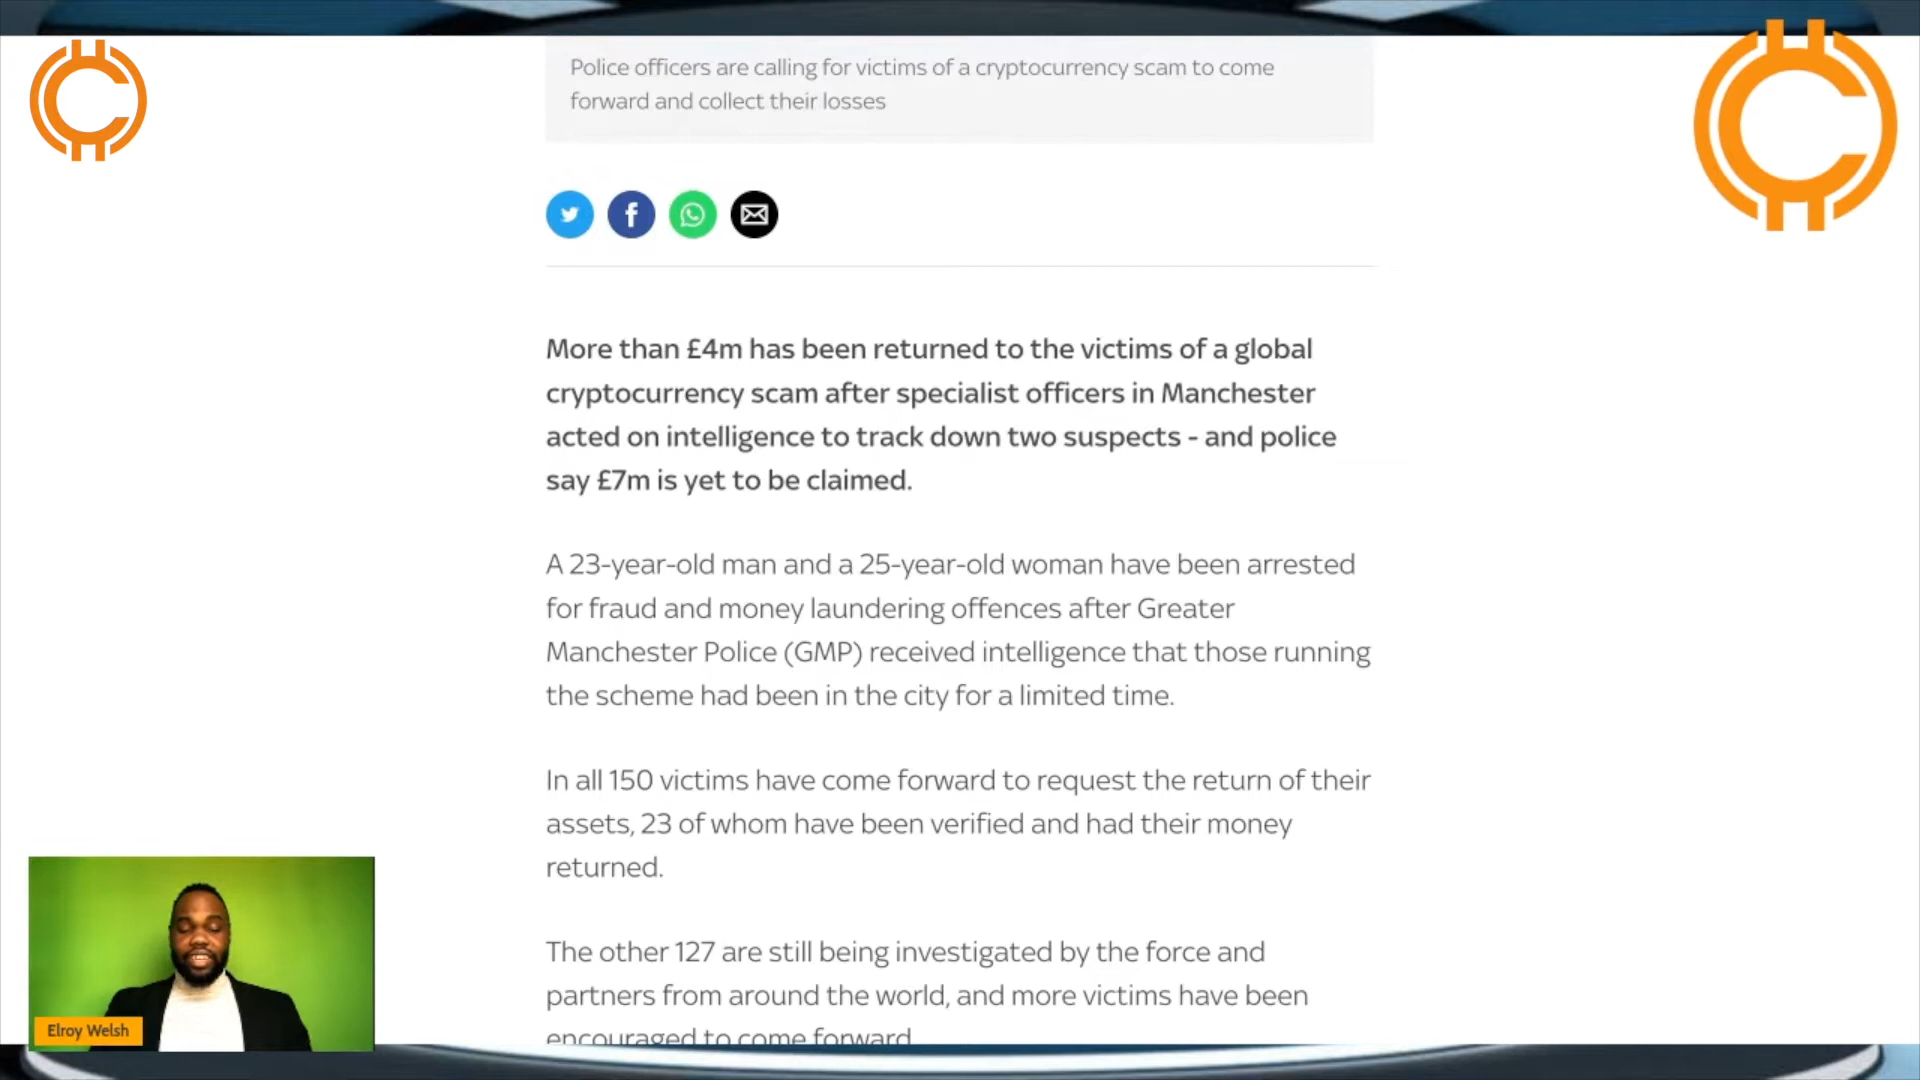 Police officers are calling for victims of a cryptocurrency scam to come
forward and collect their losses
More than £4m has been returned to the victims of a global
cryptocurrency scam after specialist officers in Manchester
acted on intelligence to track down two suspects - and police
say £7m is yet to be claimed.
A 23-year-old man and a 25-year-old woman have been arrested
for fraud and money laundering offences after Greater
Manchester Police (GMP) received intelligence that those running
the scheme had been in the city for a limited time.
In all 150 victims have come forward to request the return of their
assets, 23 of whom have been verified and had their money
returned.
The other 127 are still being investigated by the force and
partners from around the world, and more victims have been
encouraged to come forward
Elroy Welsh